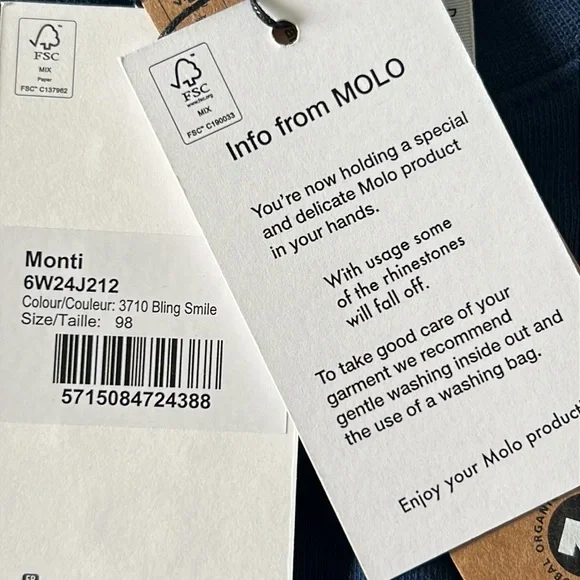 FSC
MIX
Paper
FSC® C137962
Monti
6W24J212
Colour/Couleur: 3710 Bling Smile
Size/Taille: 98
5715084724388
FSC
www.fsc.org
MIX
FSC® C190033
Info from MOLO
You're now holding a special
and delicate Molo product
in your hands.
With usage some
of the rhinestones
will fall off.
To take good care of your
garment we recommend
gentle washing inside out and
the use of a washing bag.
Enjoy your Molo product